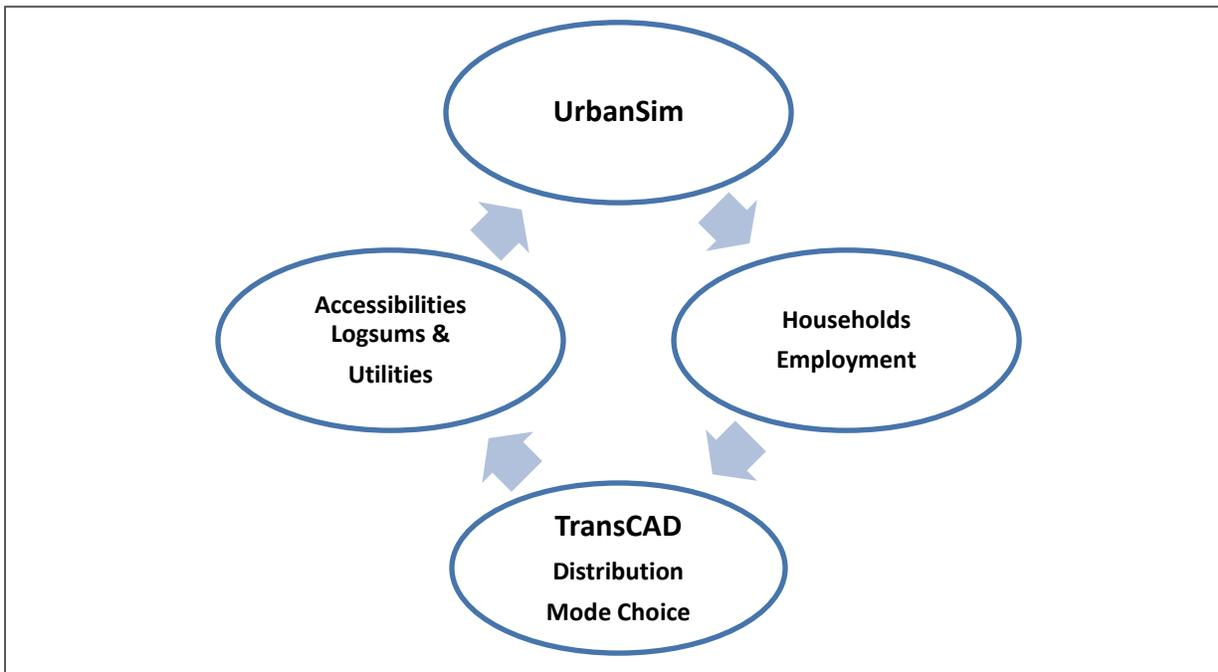 UrbanSim
Accessibilities
Logsums &
Utilities
Households
Employment
TransCAD
Distribution
Mode Choice